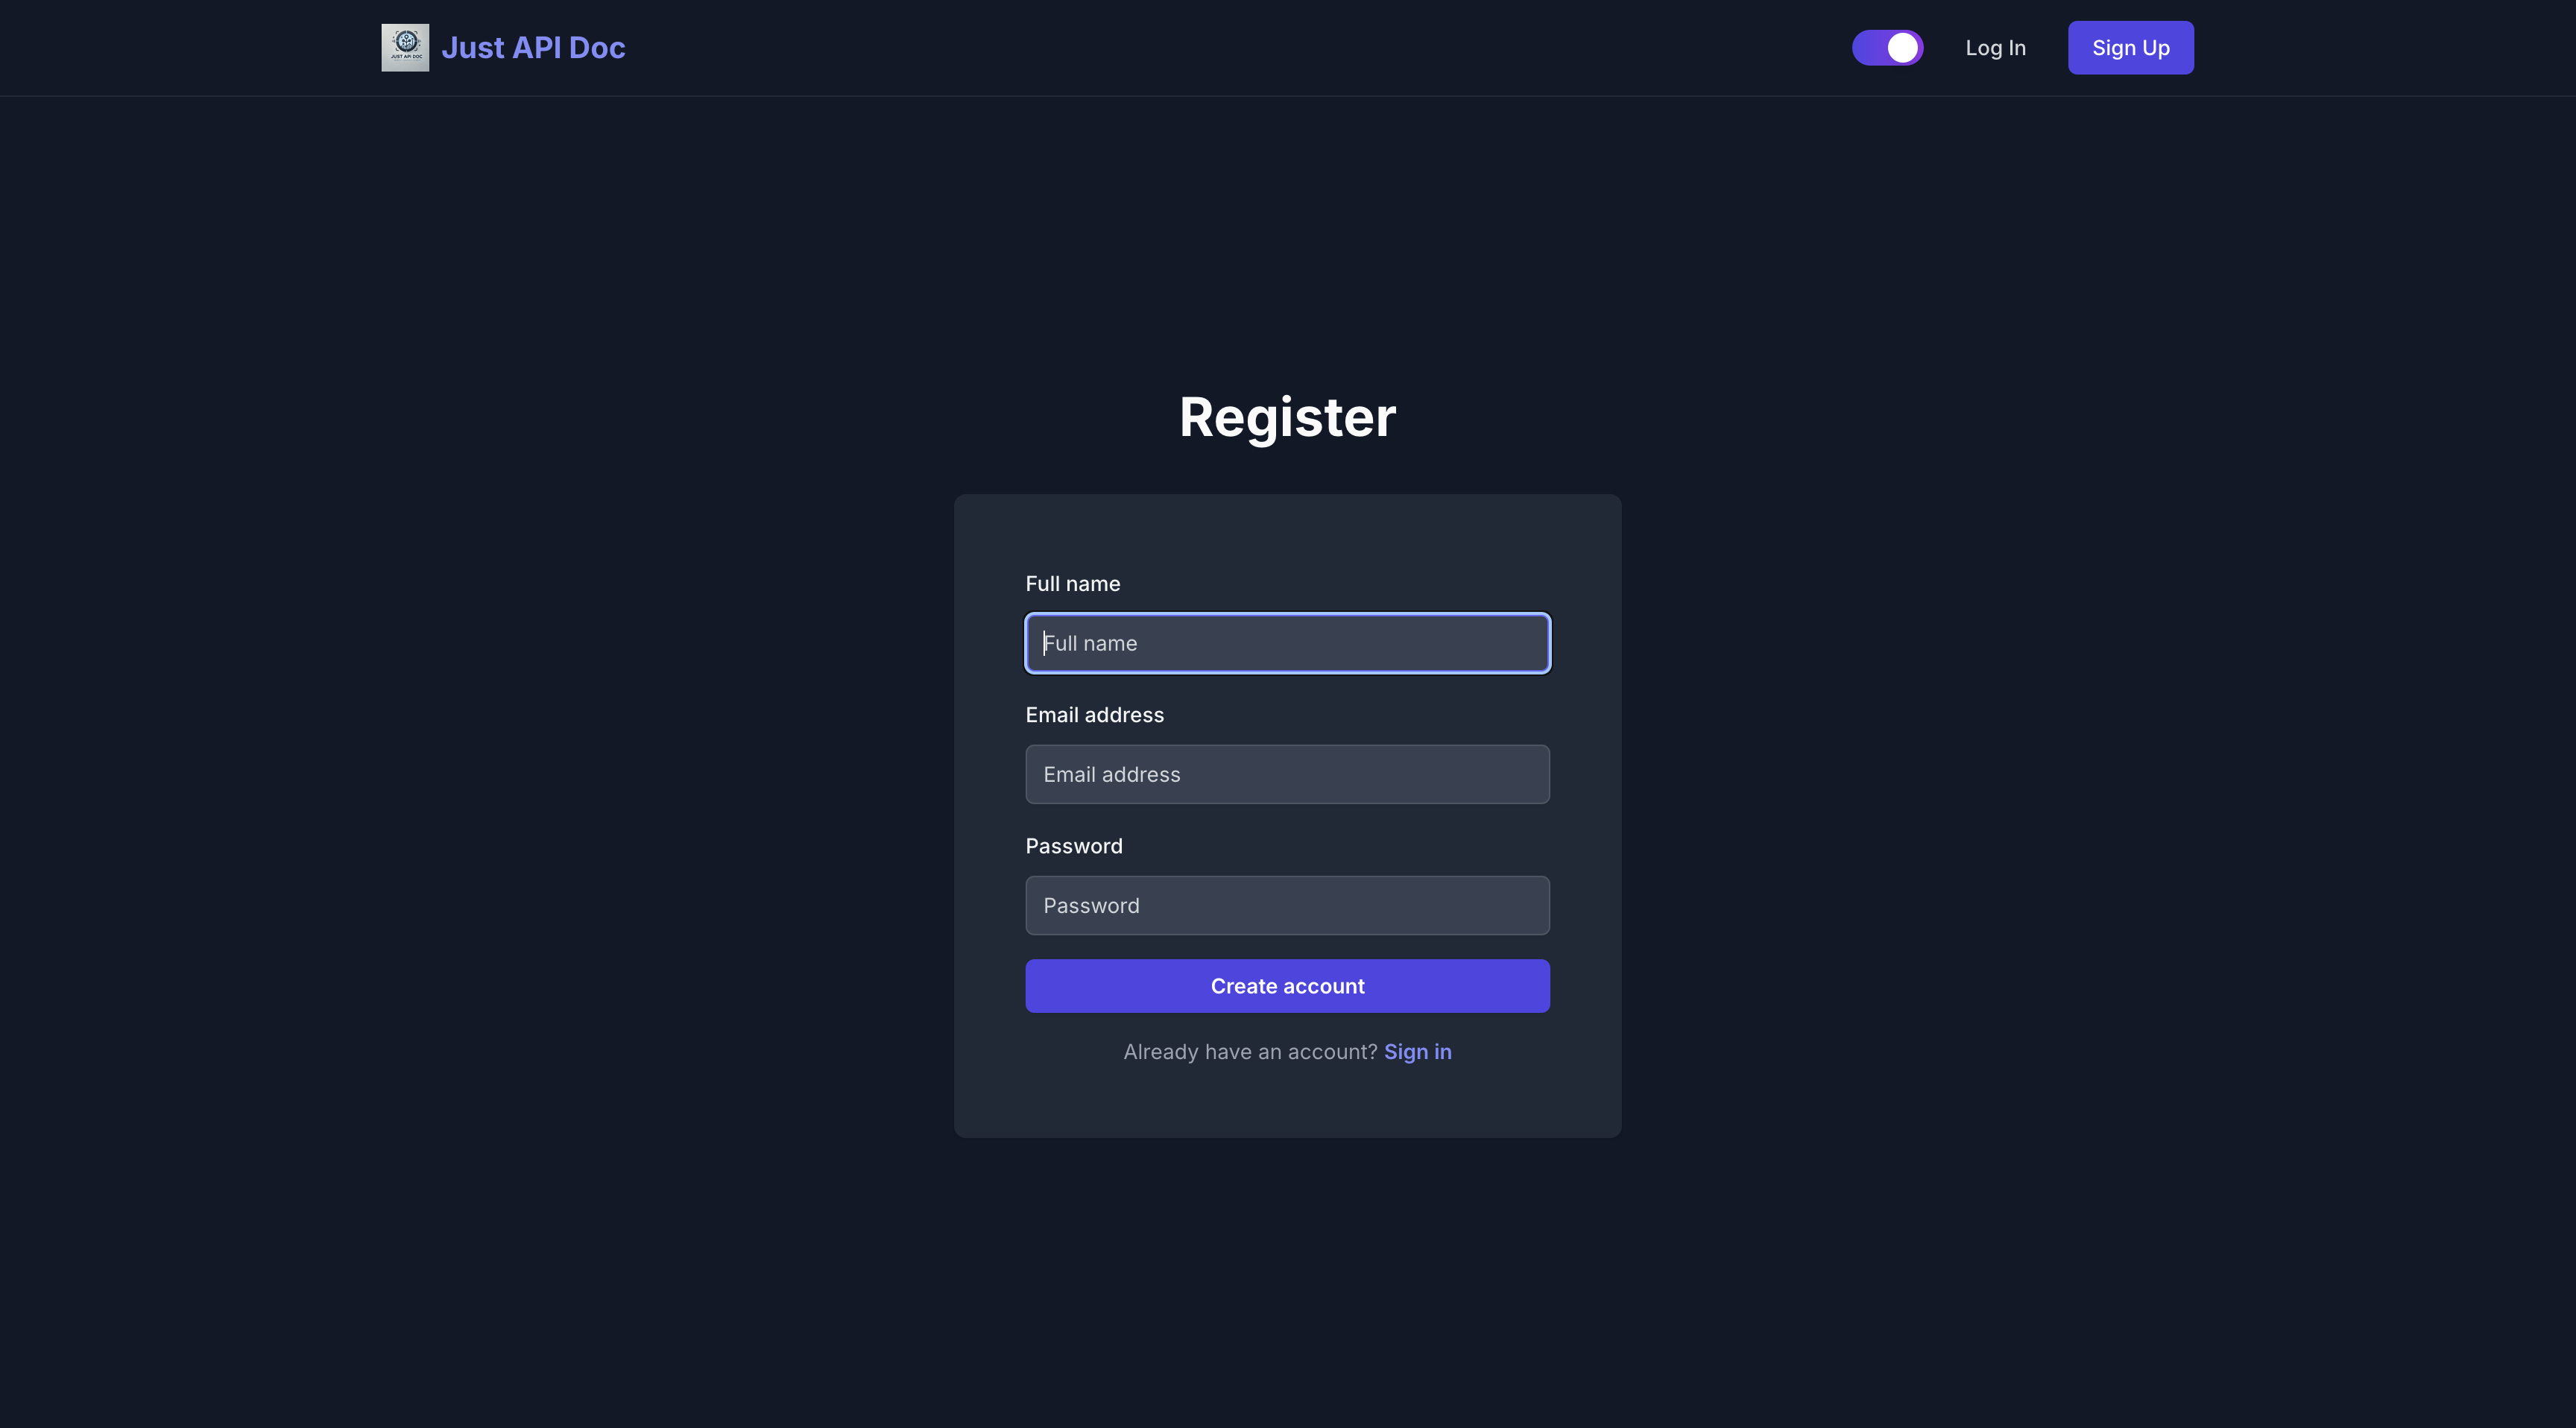 JUST API DOC
Just API Doc
Log In
Sign Up
Register
Full name
Full name
Email address
Email address
Password
Password
Create account
Already have an account? Sign in